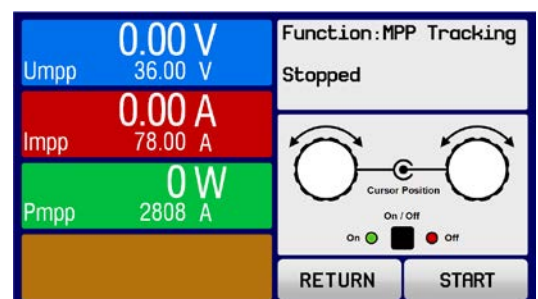 0.00 V
Umpp 36.00 V
0.00 A
Impp 78.00 A
0 W
Pmpp 2808 A
Function:MPP Tracking
Stopped
Cursor Position
On / Off
On Off
RETURN START